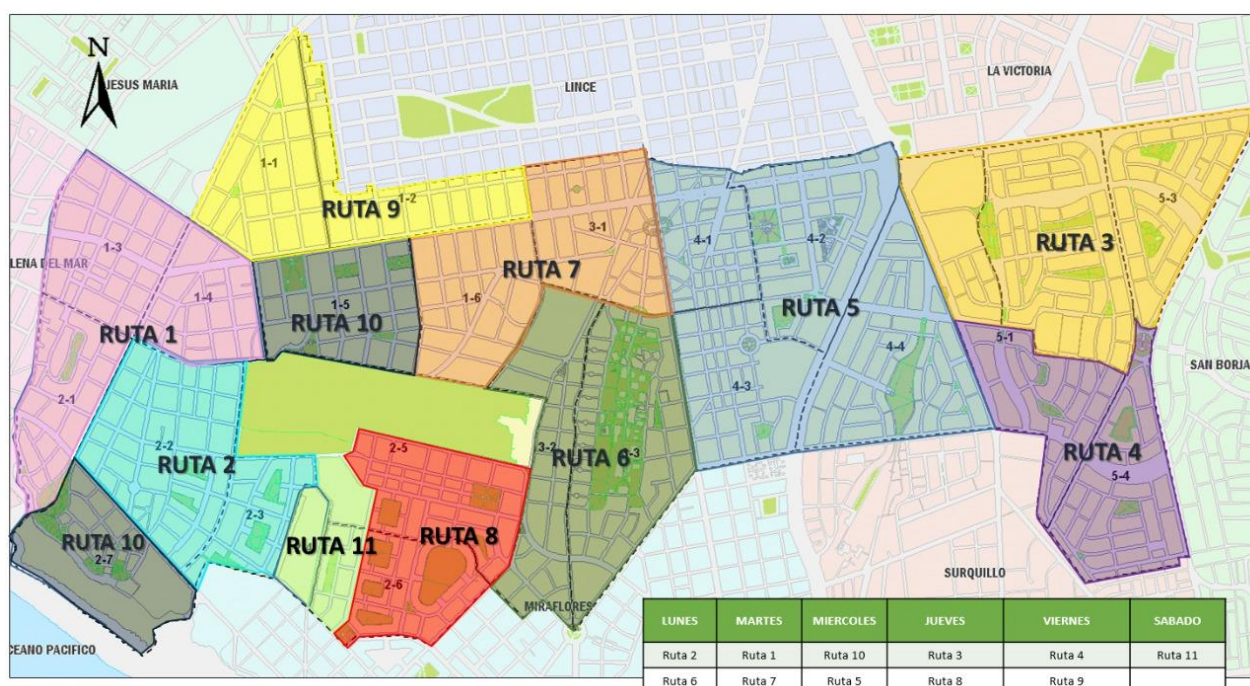 N
JESUS MARIA
LINCE
LA VICTORIA
1-1
1-2
RUTA 9
5-3
3-1
4-1
4-2
RUTA 3
1-3
LENA DEL MAR
1-4
RUTA 7
1-5
RUTA 10
1-6
RUTA 5
RUTA 1
5-1
4-4
4-3
SAN BORJA
2-1
2-2
RUTA 2
2-5
3-2
RUTA 6
-3
RUTA 4
5-4
2-3
RUTA 11
RUTA 8
RUTA 10
2-7
2-6
SURQUILLO
MIRAFLORES
CEANO PACIFICO
LUNES MARTES MIERCOLES JUEVES VIERNES SABADO
Ruta 2 Ruta 1 Ruta 10 Ruta 3 Ruta 4 Ruta 11
Ruta 6 Ruta 7 Ruta 5 Ruta 8 Ruta 9